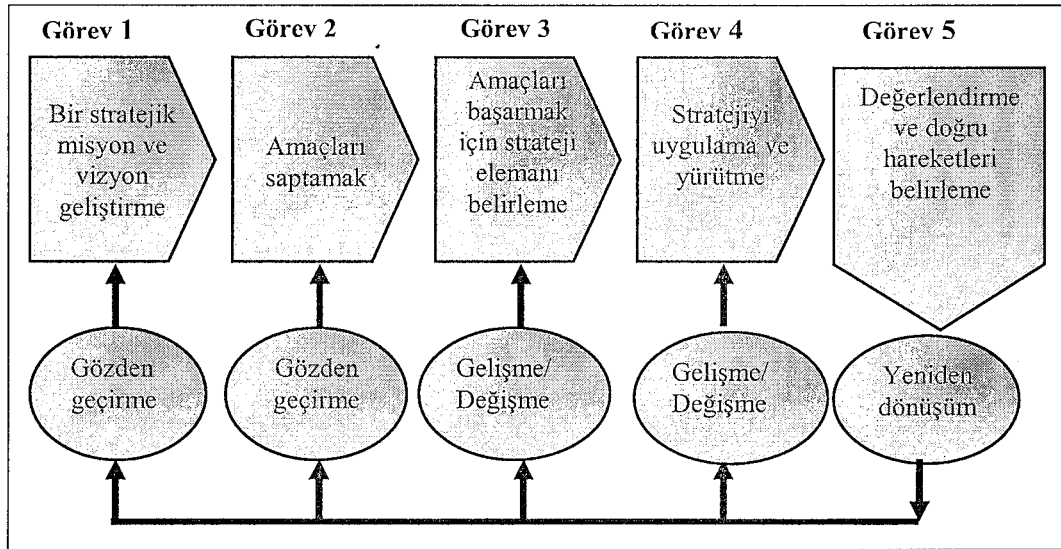 Görev 1
Görev 2
Görev 3
Görev 4
Görev 5
Bir stratejik
misyon ve
vizyon
geliştirme
Amaçları
saptamak
Amaçları
başarmak
için strateji
elemanı
belirleme
Stratejiyi
uygulama ve
yürütme
Değerlendirme
ve doğru
hareketleri
belirleme
Gözden
geçirme
Gözden
geçirme
Gelişme/
Değişme
Gelişme/
Değişme
Yeniden
dönüşüm